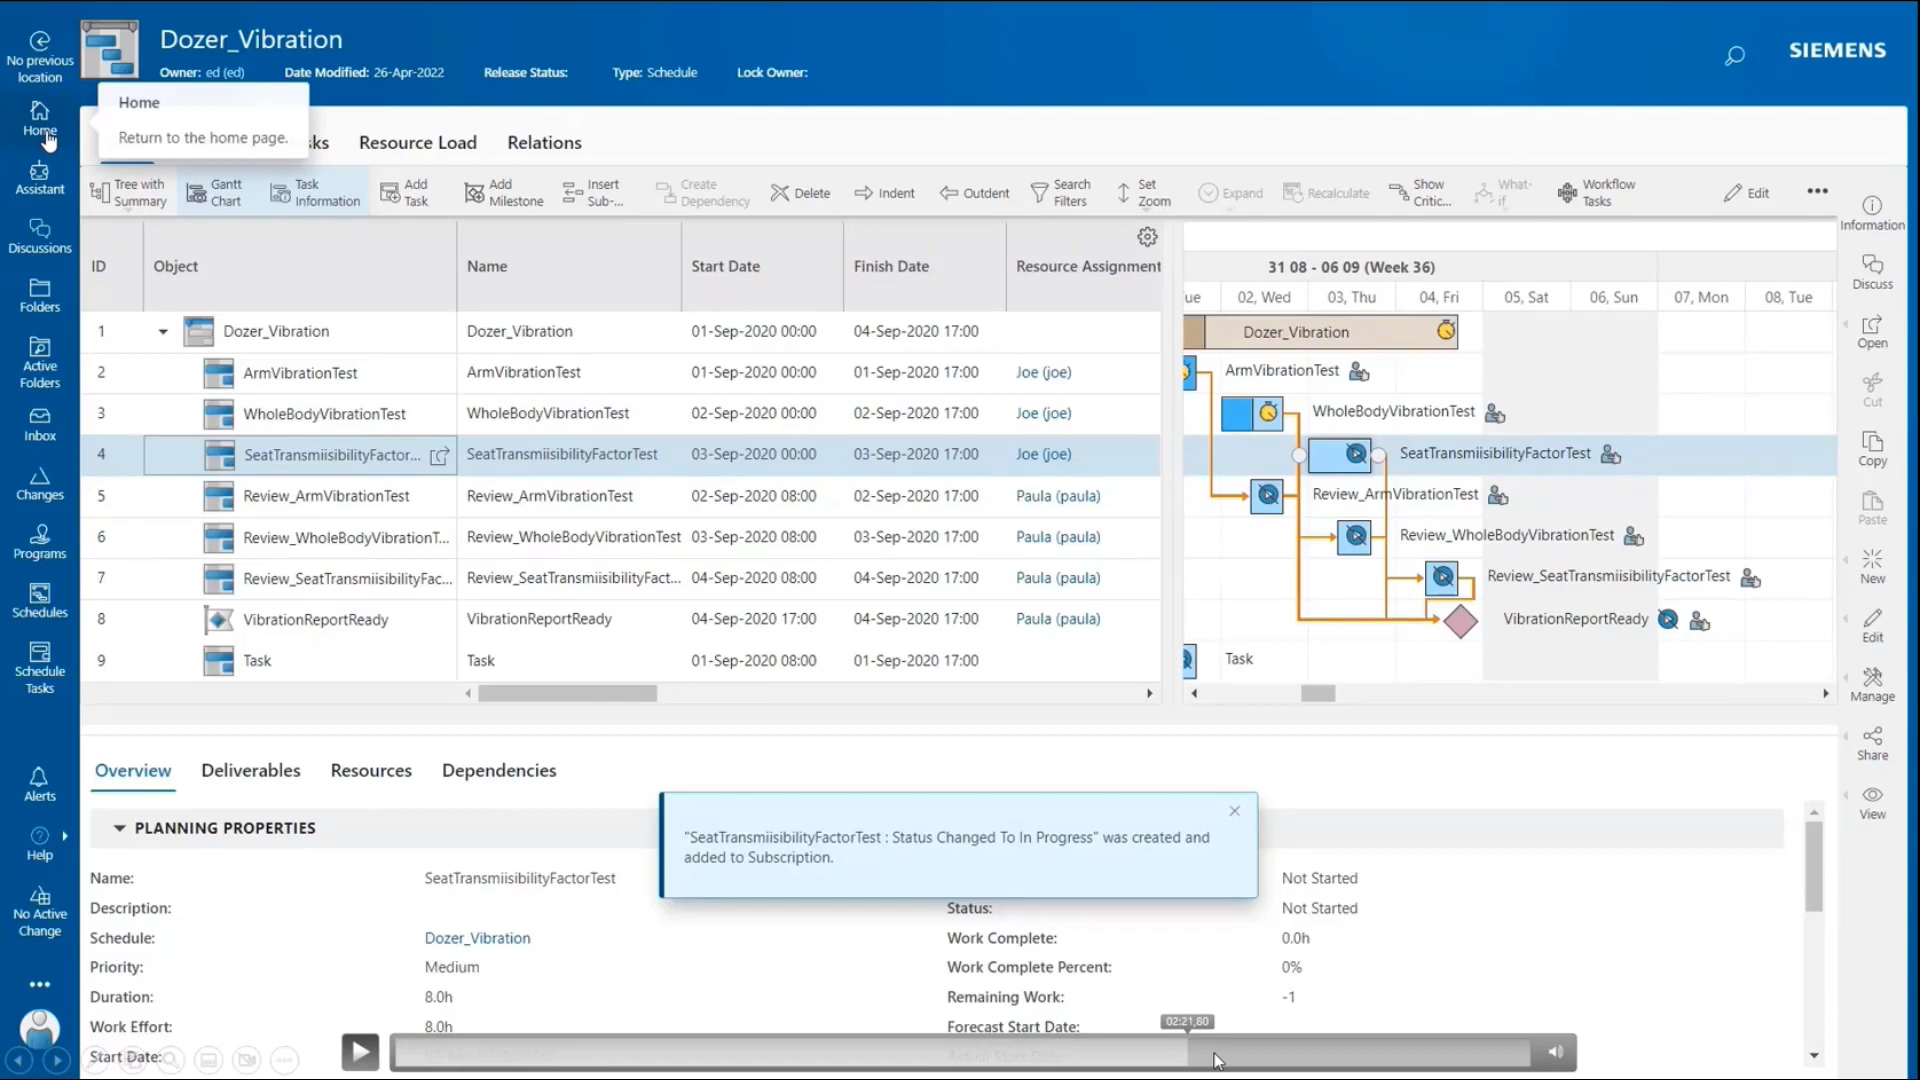 No previous
location
Dozer_Vibration
Owner: ed (ed) Date Modified: 26-Apr-2022 Release Status: Type: Schedule Lock Owner:
SIEMENS
Home
Home
Return to the home page.
Resource Load
Relations
Assistant
Discussions
Folders
Active
Folders
Inbox
Changes
Programs
Schedules
Schedule
Tasks
Alerts
Help
No Active
Change
Tree with
Summary
Gantt
Chart
Task
Information
Add
Task
Add
Milestone
Insert
Sub-...
Create
Dependency
Delete
Indent
Outdent
Search
Filters
Set
Zoom
Expand
Recalculate
Show
Critic...
What-
if
Workflow
Tasks
Edit
ID Object Name Start Date Finish Date Resource Assignment
1 Dozer_Vibration Dozer_Vibration 01-Sep-2020 00:00 04-Sep-2020 17:00
2 ArmVibrationTest ArmVibrationTest 01-Sep-2020 00:00 01-Sep-2020 17:00 Joe (joe)
3 WholeBodyVibrationTest WholeBodyVibrationTest 02-Sep-2020 00:00 02-Sep-2020 17:00 Joe (joe)
4 SeatTransmiisibilityFactor... SeatTransmiisibilityFactorTest 03-Sep-2020 00:00 03-Sep-2020 17:00 Joe (joe)
5 Review_ArmVibrationTest Review_ArmVibrationTest 02-Sep-2020 08:00 02-Sep-2020 17:00 Paula (paula)
6 Review_WholeBodyVibrationT... Review_WholeBodyVibrationTest 03-Sep-2020 08:00 03-Sep-2020 17:00 Paula (paula)
7 Review_SeatTransmiisibilityFac... Review_SeatTransmiisibilityFact... 04-Sep-2020 08:00 04-Sep-2020 17:00 Paula (paula)
8 VibrationReportReady VibrationReportReady 04-Sep-2020 17:00 04-Sep-2020 17:00 Paula (paula)
9 Task Task 01-Sep-2020 08:00 01-Sep-2020 17:00
31 08 - 06 09 (Week 36)
02, Wed 03, Thu 04, Fri 05, Sat 06, Sun 07, Mon 08, Tue
Dozer_Vibration
ArmVibrationTest
WholeBodyVibrationTest
SeatTransmiisibilityFactorTest
Review_ArmVibrationTest
Review_WholeBodyVibrationTest
Review_SeatTransmiisibilityFactorTest
VibrationReportReady
Task
Information
Discuss
Open
Cut
Copy
Paste
New
Edit
Manage
Share
View
Overview Deliverables Resources Dependencies
PLANNING PROPERTIES
"SeatTransmiisibilityFactorTest : Status Changed To In Progress" was created and
added to Subscription.
Name: SeatTransmiisibilityFactorTest
Description:
Schedule: Dozer_Vibration
Priority: Medium
Duration: 8.0h
Work Effort: 8.0h
Start Date:
Not Started
Status: Not Started
Work Complete: 0.0h
Work Complete Percent: 0%
Remaining Work: -1
Forecast Start Date:
02:21,80